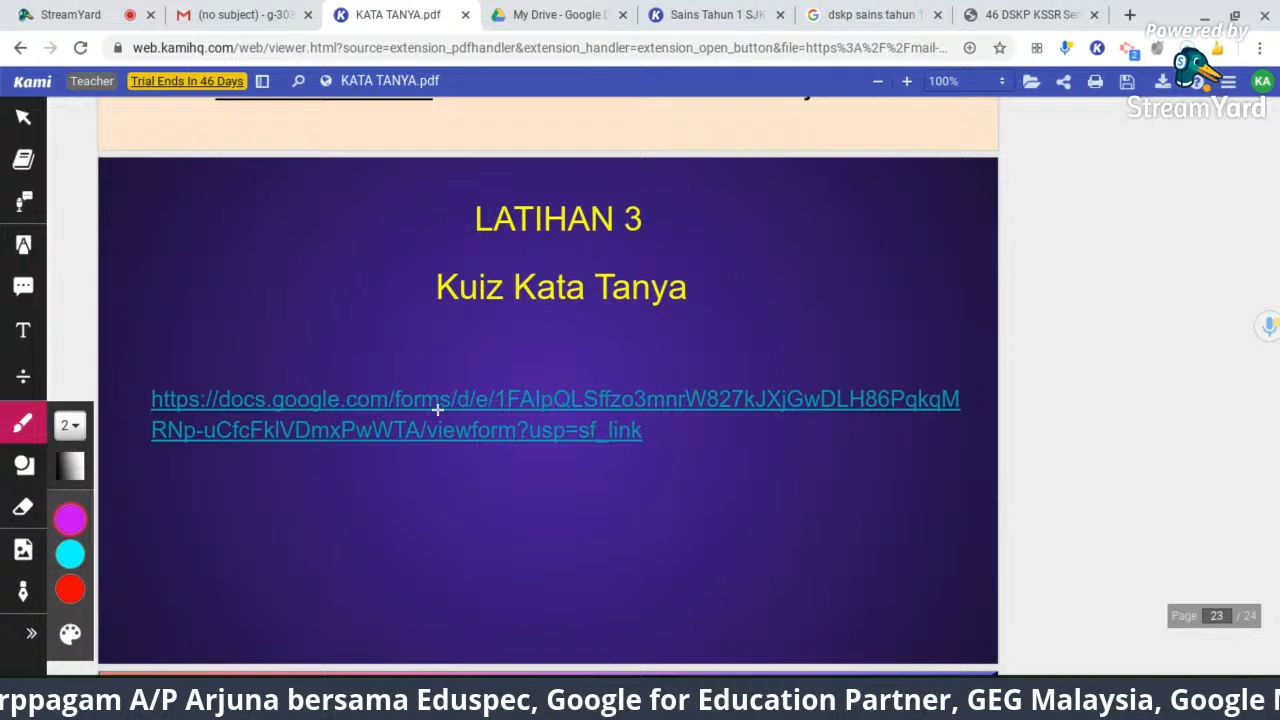 StreamYard
(no subject) - g-303
KATA TANYA.pdf
My Drive - Google D
Sains Tahun 1 SJK
dskp sains tahun
46 DSKP KSSR Sem
Powered by
StreamYard
web.kamihq.com/web/viewer.html?source=extension_pdfhandler&extension_handler=extension_open_button&file=https%3A%2F%2Fmail-...
Kami
Teacher
Trial Ends In 46 Days
KATA TANYA.pdf
100%
KA
LATIHAN 3
Kuiz Kata Tanya
https://docs.google.com/forms/d/e/1FAIpQLSffzo3mnrW827kJXjGwDLH86PqkqM
RNp-uCfcFklVDmxPwWTA/viewform?usp=sf_link
2
Page 23 / 24
rppagam A/P Arjuna bersama Eduspec, Google for Education Partner, GEG Malaysia, Google